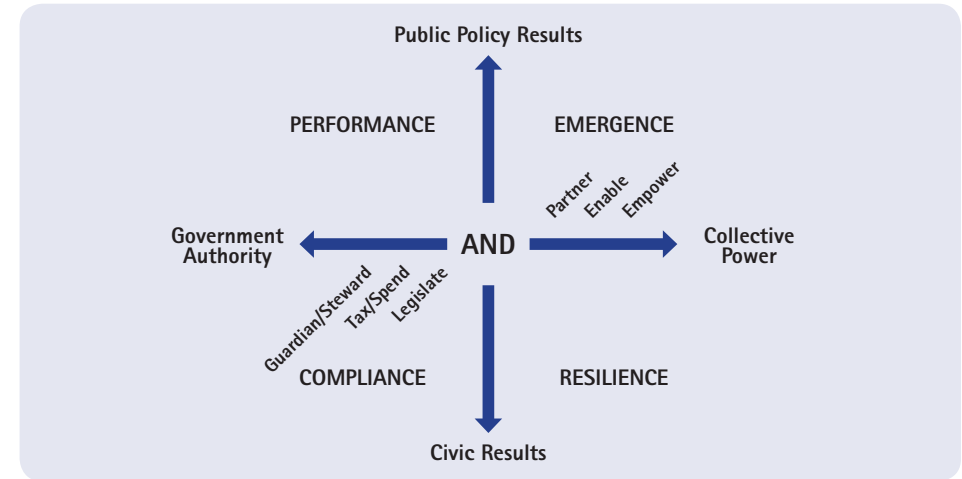 Public Policy Results
PERFORMANCE
EMERGENCE
Partner
Enable
Empower
Government
Authority
AND
Collective
Power
Guardian/Steward
Tax/Spend
Legislate
COMPLIANCE
RESILIENCE
Civic Results